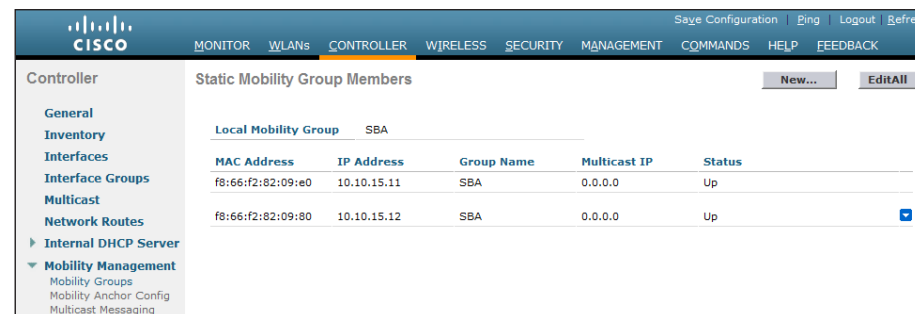 Save Configuration | Ping | Logout | Refre
CISCO MONITOR WLANs CONTROLLER WIRELESS SECURITY MANAGEMENT COMMANDS HELP FEEDBACK
Controller
Static Mobility Group Members
New... EditAll
General
Inventory
Interfaces
Interface Groups
Multicast
Network Routes
Internal DHCP Server
Mobility Management
Mobility Groups
Mobility Anchor Config
Multicast Messaging
Local Mobility Group SBA
MAC Address IP Address Group Name Multicast IP Status
f8:66:f2:82:09:e0 10.10.15.11 SBA 0.0.0.0 Up
f8:66:f2:82:09:80 10.10.15.12 SBA 0.0.0.0 Up